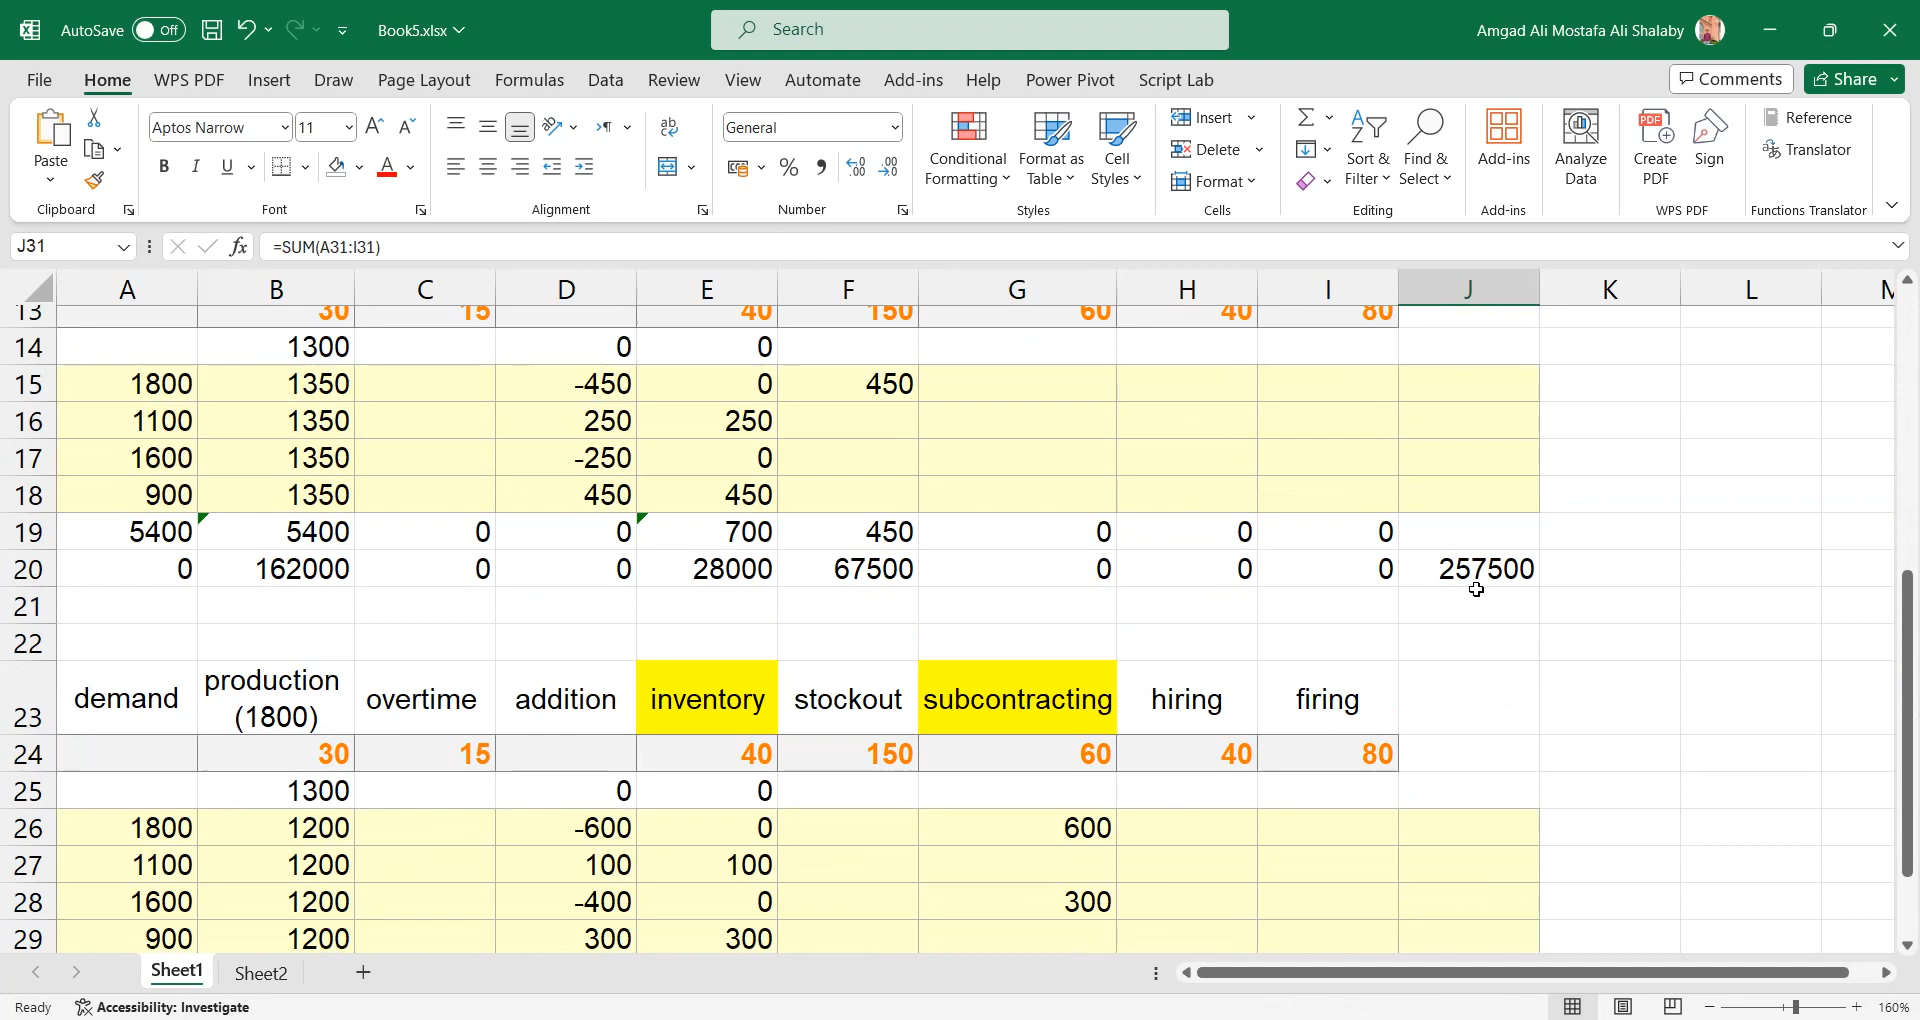 AutoSave Off Book5.xlsx Search Amgad Ali Mostafa Ali Shalaby
File Home WPS PDF Insert Draw Page Layout Formulas Data Review View Automate Add-ins Help Power Pivot Script Lab Comments Share
Aptos Narrow 11 General Insert Reference
Paste B I U Delete Translator
Conditional Formatting Format as Table Cell Styles Format Sort & Filter Find & Select Add-ins Analyze Data Create PDF Sign
Clipboard Font Alignment Number Styles Cells Editing Add-ins WPS PDF Functions Translator
J31 fx =SUM(A31:I31)
A B C D E F G H I J K L M
13 30 15 40 150 60 40 80
14 1300 0 0
15 1800 1350 -450 0 450
16 1100 1350 250 250
17 1600 1350 -250 0
18 900 1350 450 450
19 5400 5400 0 0 700 450 0 0 0
20 0 162000 0 0 28000 67500 0 0 0 257500
21
22
23 demand production (1800) overtime addition inventory stockout subcontracting hiring firing
24 30 15 40 150 60 40 80
25 1300 0 0
26 1800 1200 -600 0 600
27 1100 1200 100 100
28 1600 1200 -400 0 300
29 900 1200 300 300
Sheet1 Sheet2
Ready Accessibility: Investigate 160%